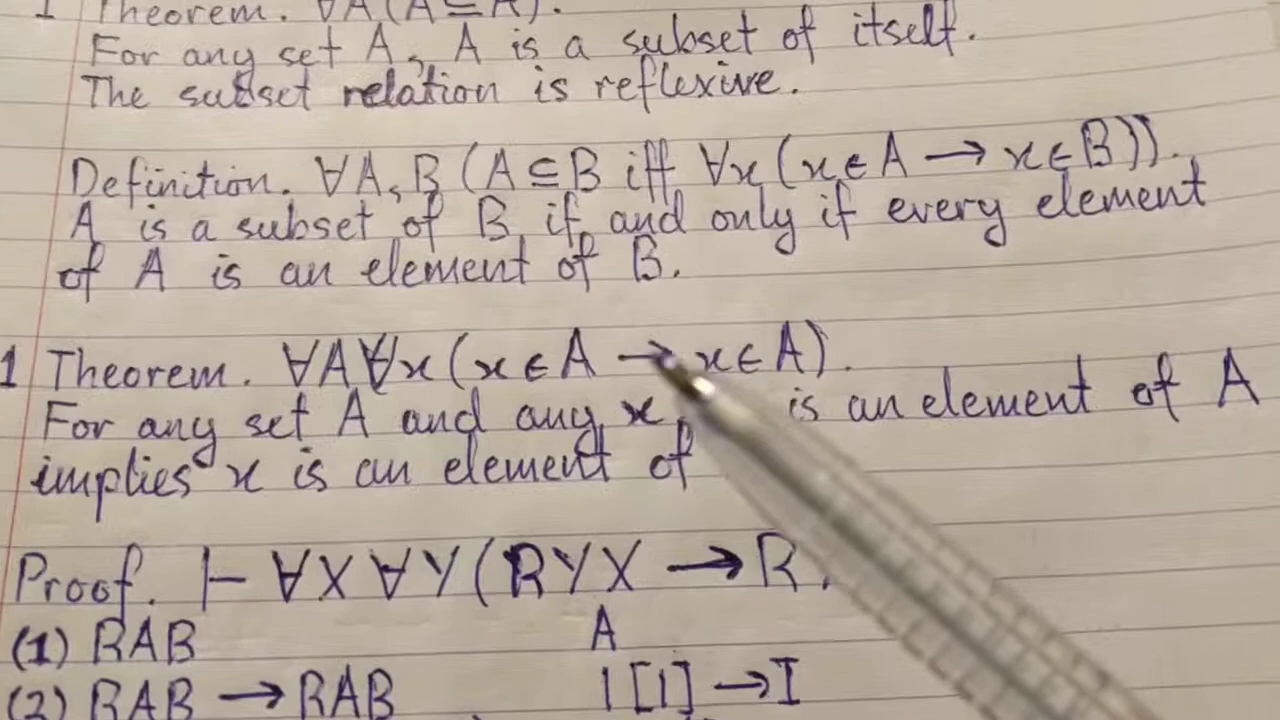 1 Theorem. ∀A(A⊆A).
For any set A, A is a subset of itself.
The subset relation is reflexive.
Definition. ∀A,B(A⊆B iff ∀x(x∈A → x∈B)).
A is a subset of B if and only if every element
of A is an element of B.
1 Theorem. ∀A∀x(x∈A → x∈A).
For any set A and any x, is an element of A
implies x is an element of
Proof. ⊢ ∀X∀Y(RYX → R
(1) RAB A
(2) RAB → RAB 1[1]→I